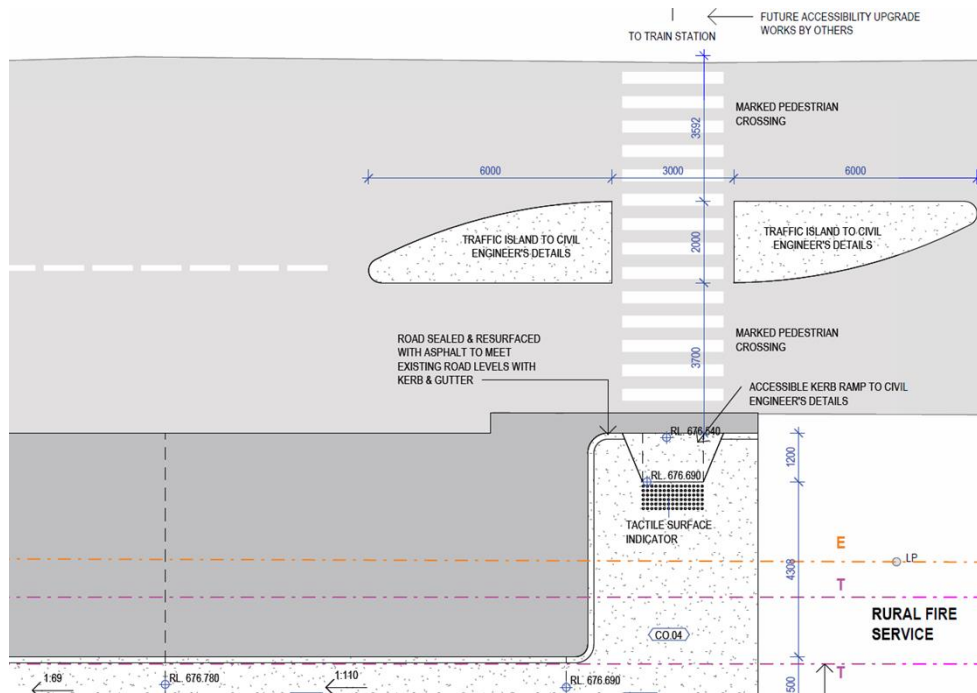 FUTURE ACCESSIBILITY UPGRADE
WORKS BY OTHERS
TO TRAIN STATION
MARKED PEDESTRIAN
CROSSING
3592
6000
3000
6000
TRAFFIC ISLAND TO CIVIL
ENGINEER'S DETAILS
2000
TRAFFIC ISLAND TO CIVIL
ENGINEER'S DETAILS
ROAD SEALED & RESURFACED
WITH ASPHALT TO MEET
EXISTING ROAD LEVELS WITH
KERB & GUTTER
3700
MARKED PEDESTRIAN
CROSSING
ACCESSIBLE KERB RAMP TO CIVIL
ENGINEER'S DETAILS
RL. 676.540
1200
RL. 676.690
TACTILE SURFACE
INDICATOR
E
LP
4308
T
RURAL FIRE
SERVICE
CO.04
T
1:69
RL. 676.780
1:110
RL. 676.690
500